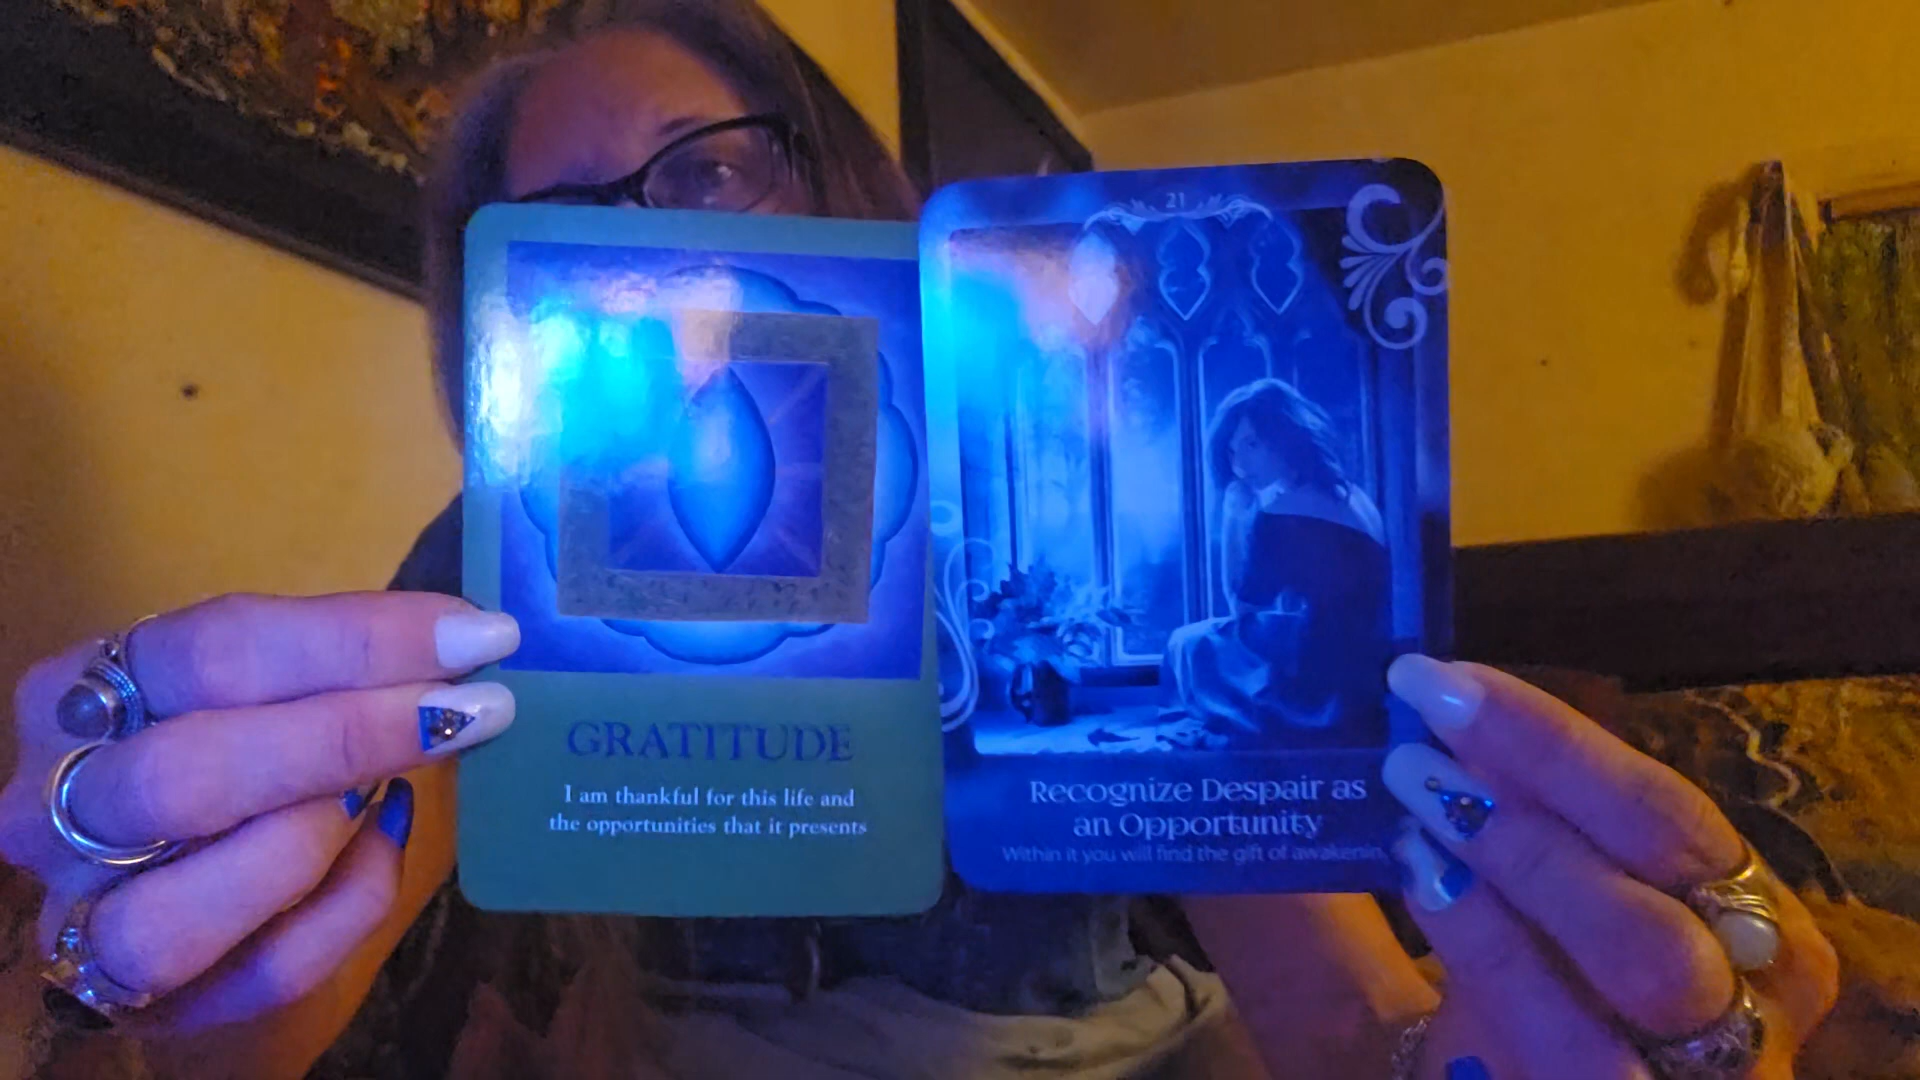 GRATITUDE
I am thankful for this life and
the opportunities that it presents
21
Recognize Despair as
an Opportunity
Within it you will find the gift of awakenin